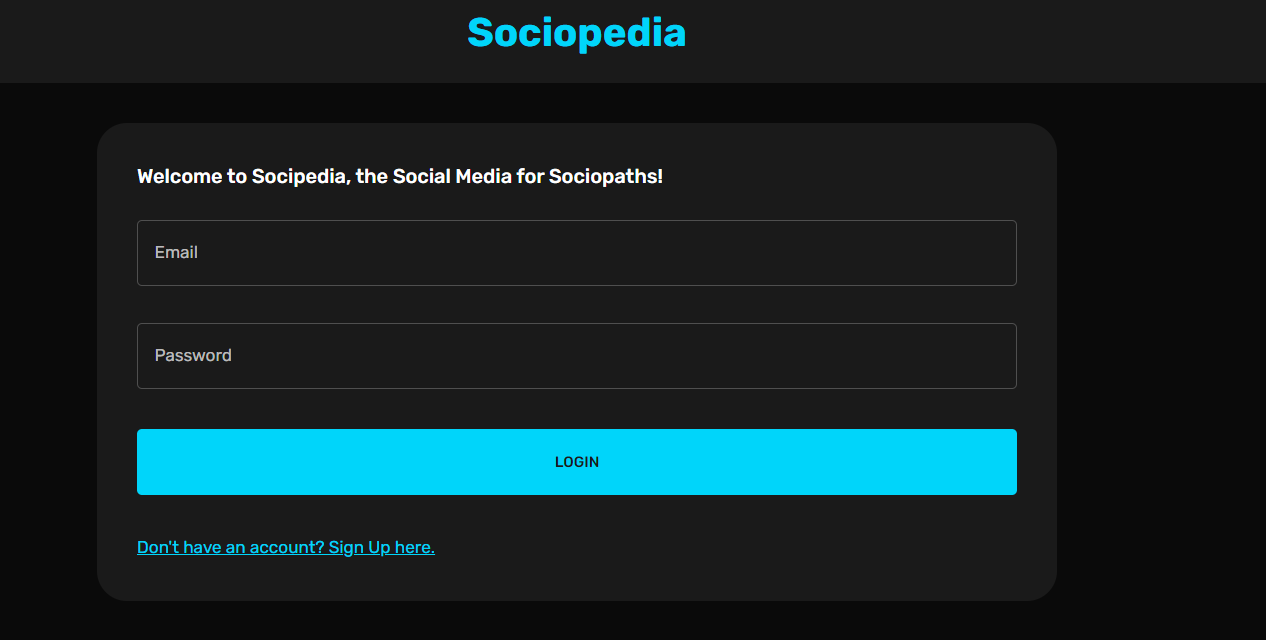 Sociopedia
Welcome to Socipedia, the Social Media for Sociopaths!
Email
Password
LOGIN
Don't have an account? Sign Up here.